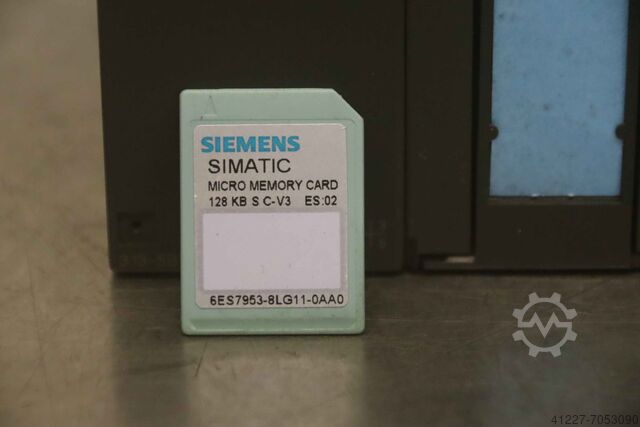 SIEMENS
SIMATIC
MICRO MEMORY CARD
128 KB S C-V3 ES:02
6ES7953-8LG11-0AA0
41227-7053090